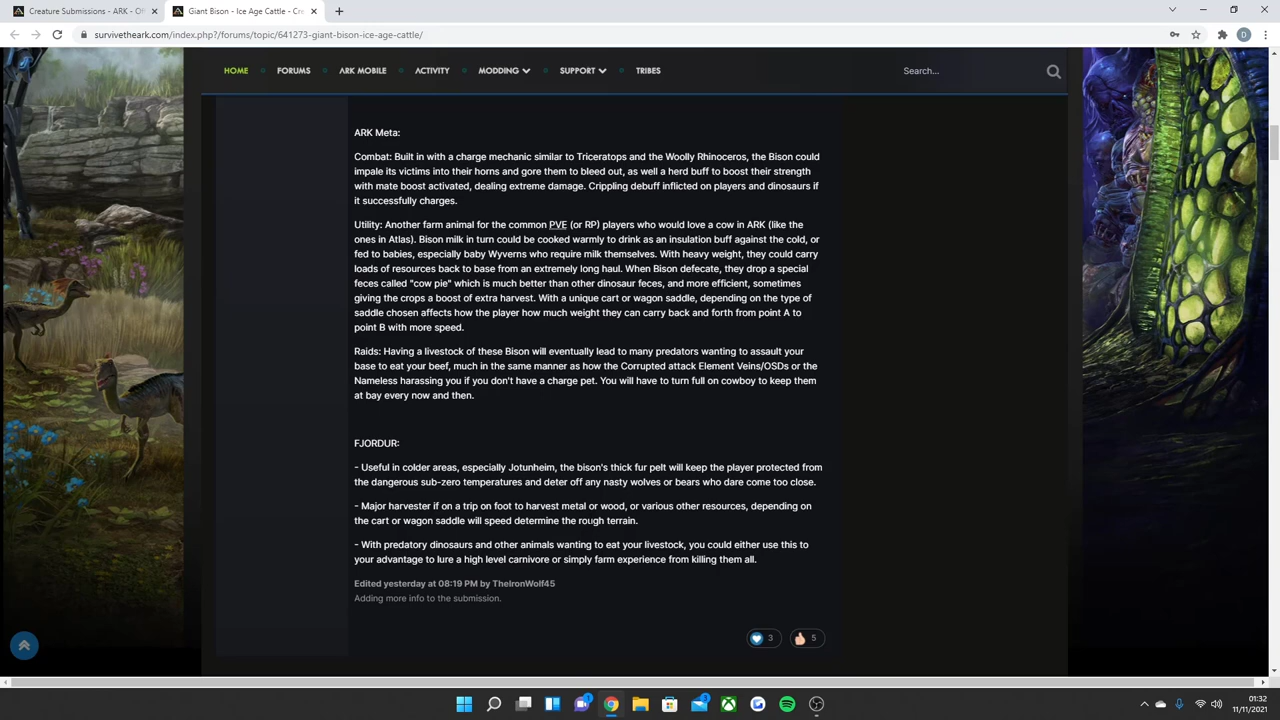 Creature Submissions - ARK - Of
Giant Bison - Ice Age Cattle - Cre
survivetheark.com/index.php?/forums/topic/641273-giant-bison-ice-age-cattle/
D
HOME FORUMS ARK MOBILE ACTIVITY MODDING SUPPORT TRIBES Search...
ARK Meta:
Combat: Built in with a charge mechanic similar to Triceratops and the Woolly Rhinoceros, the Bison could
impale its victims into their horns and gore them to bleed out, as well a herd buff to boost their strength
with mate boost activated, dealing extreme damage. Crippling debuff inflicted on players and dinosaurs if
it successfully charges.
Utility: Another farm animal for the common PVE (or RP) players who would love a cow in ARK (like the
ones in Atlas). Bison milk in turn could be cooked warmly to drink as an insulation buff against the cold, or
fed to babies, especially baby Wyverns who require milk themselves. With heavy weight, they could carry
loads of resources back to base from an extremely long haul. When Bison defecate, they drop a special
feces called "cow pie" which is much better than other dinosaur feces, and more efficient, sometimes
giving the crops a boost of extra harvest. With a unique cart or wagon saddle, depending on the type of
saddle chosen affects how the player how much weight they can carry back and forth from point A to
point B with more speed.
Raids: Having a livestock of these Bison will eventually lead to many predators wanting to assault your
base to eat your beef, much in the same manner as how the Corrupted attack Element Veins/OSDs or the
Nameless harassing you if you don't have a charge pet. You will have to turn full on cowboy to keep them
at bay every now and then.
FJORDUR:
- Useful in colder areas, especially Jotunheim, the bison's thick fur pelt will keep the player protected from
the dangerous sub-zero temperatures and deter off any nasty wolves or bears who dare come too close.
- Major harvester if on a trip on foot to harvest metal or wood, or various other resources, depending on
the cart or wagon saddle will speed determine the rough terrain.
- With predatory dinosaurs and other animals wanting to eat your livestock, you could either use this to
your advantage to lure a high level carnivore or simply farm experience from killing them all.
Edited yesterday at 08:19 PM by TheIronWolf45
Adding more info to the submission.
3 5
01:32
11/11/2021